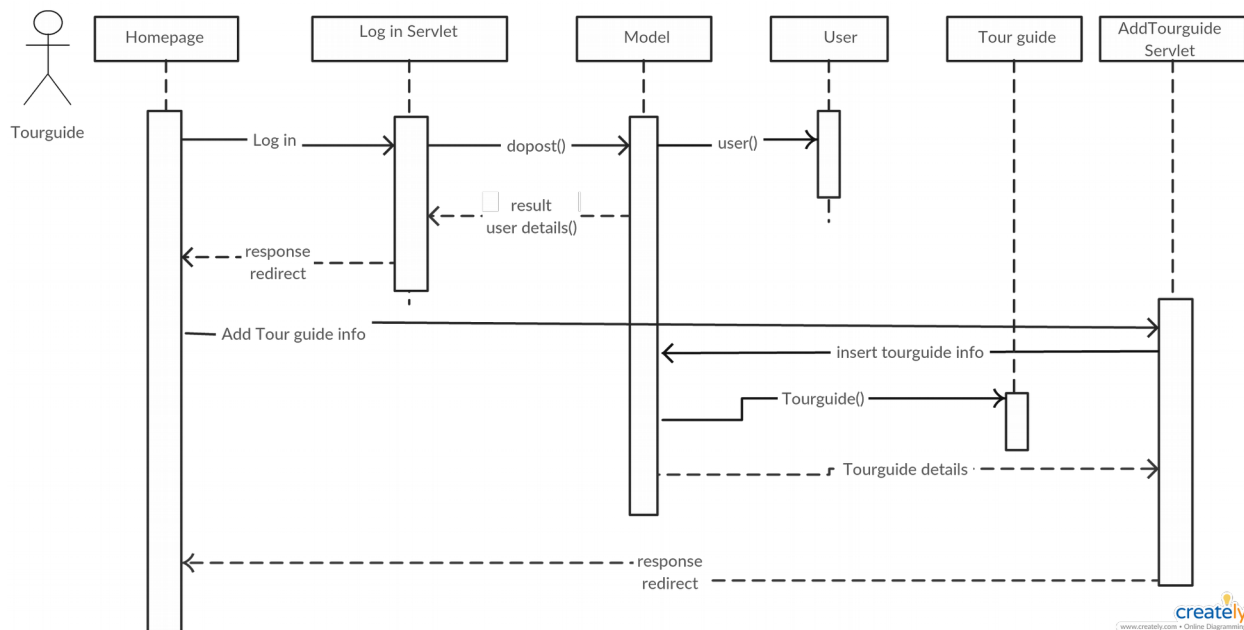 Homepage
Log in Servlet
Model
User
Tour guide
AddTourguide
Servlet
Tourguide
Log in
dopost()
user()
result
user details()
response
redirect
Add Tour guide info
insert tourguide info
Tourguide()
Tourguide details
response
redirect
creately
www.creately.com • Online Diagramming